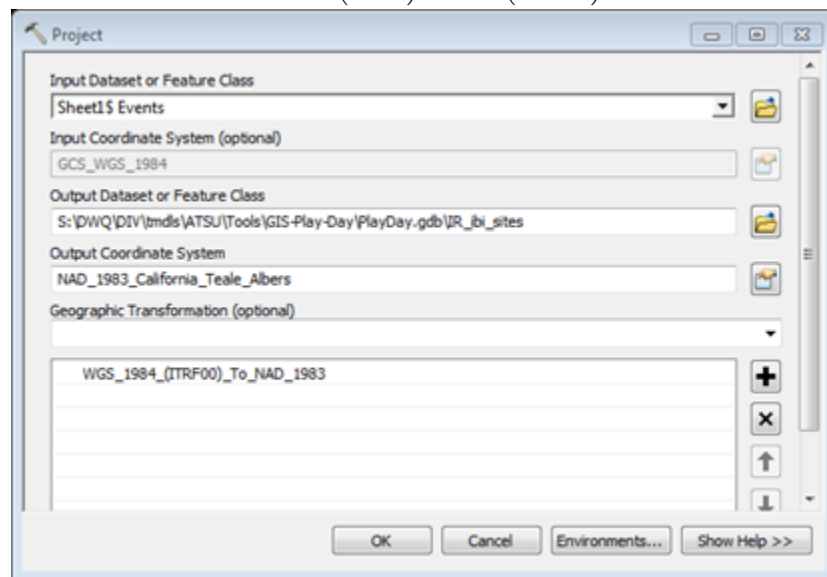 Project
Input Dataset or Feature Class
Sheet1$ Events
Input Coordinate System (optional)
GCS_WGS_1984
Output Dataset or Feature Class
S:\DWQ\DIV\tmdls\ATSU\Tools\GIS-Play-Day\PlayDay.gdb\IR_ibi_sites
Output Coordinate System
NAD_1983_California_Teale_Albers
Geographic Transformation (optional)
WGS_1984_(ITRF00)_To_NAD_1983
OK Cancel Environments... Show Help >>